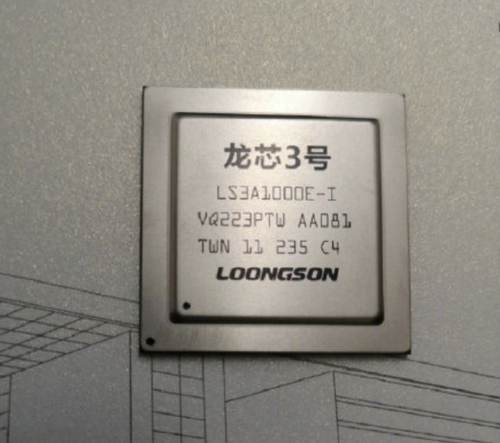 龙芯3号
LS3A1000E-I
VQ223PTW AA081
TWN 11 235 C4
LOONGSON